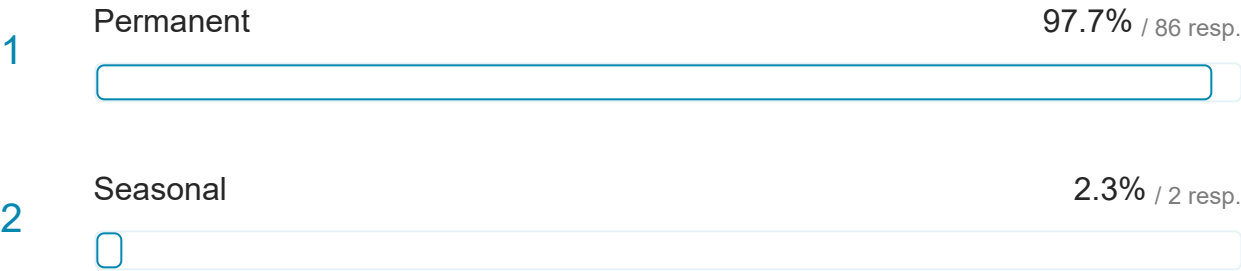 1 Permanent 97.7% / 86 resp.
2 Seasonal 2.3% / 2 resp.